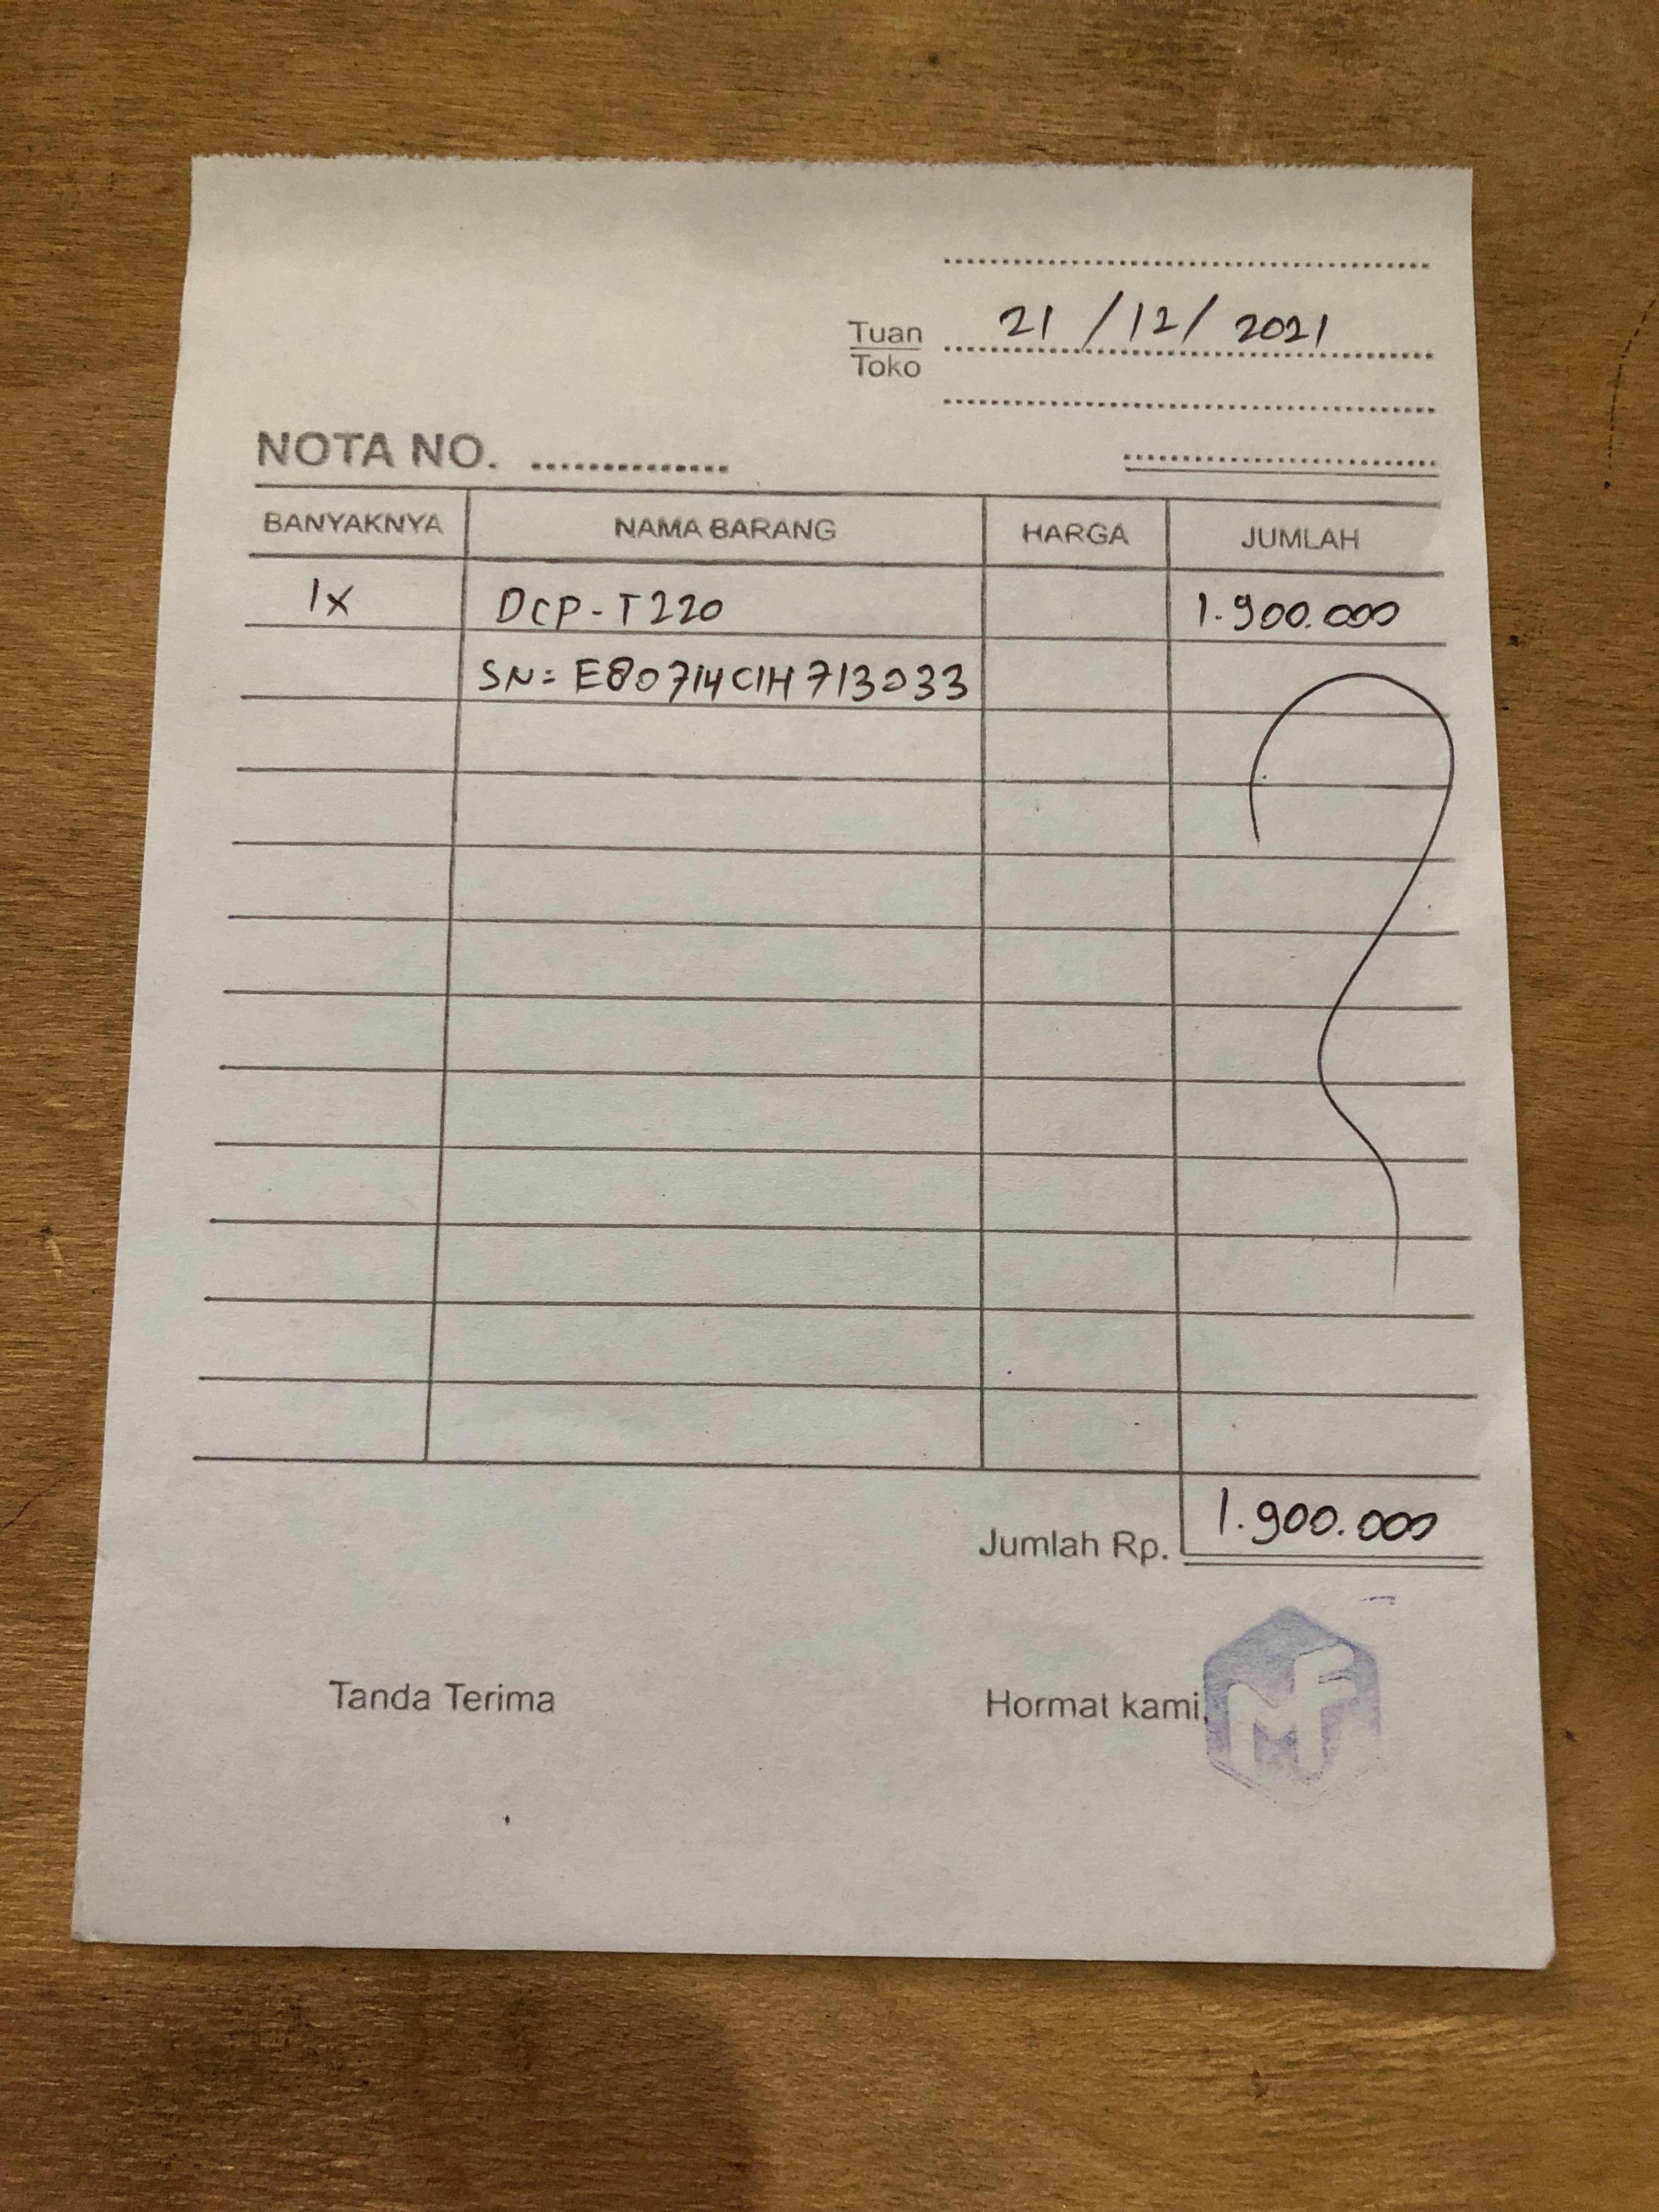 Tuan
Toko
21/12/2021
NOTA NO. ..............
BANYAKNYA NAMA BARANG HARGA JUMLAH
1x DCP-T220 1.900.000
SN: E80714C1H713033
Jumlah Rp. 1.900.000
Tanda Terima Hormat kami,
MF